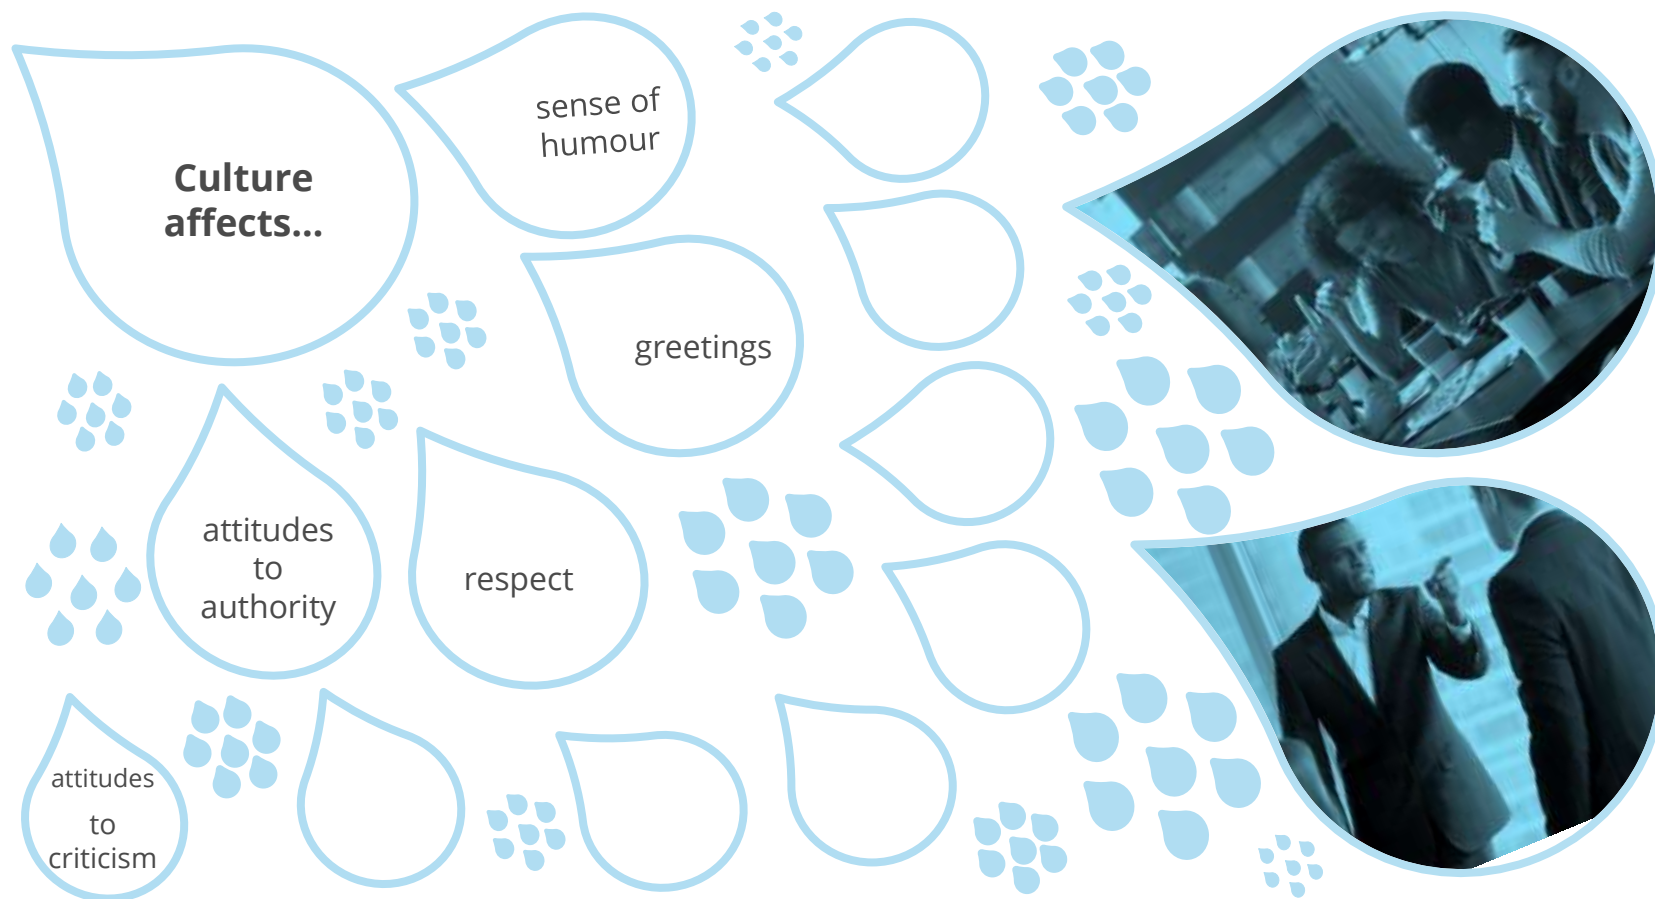 Culture
affects...
sense of
humour
greetings
attitudes
to
authority
respect
attitudes
to
criticism